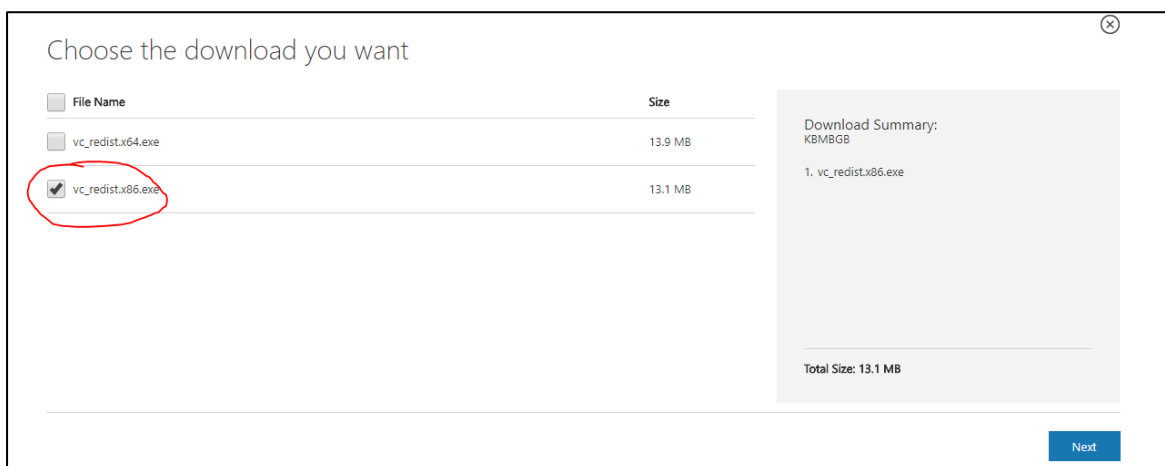 Choose the download you want
File Name Size
vc_redist.x64.exe 13.9 MB
vc_redist.x86.exe 13.1 MB
Download Summary:
KBMBGB
1. vc_redist.x86.exe
Total Size: 13.1 MB
Next